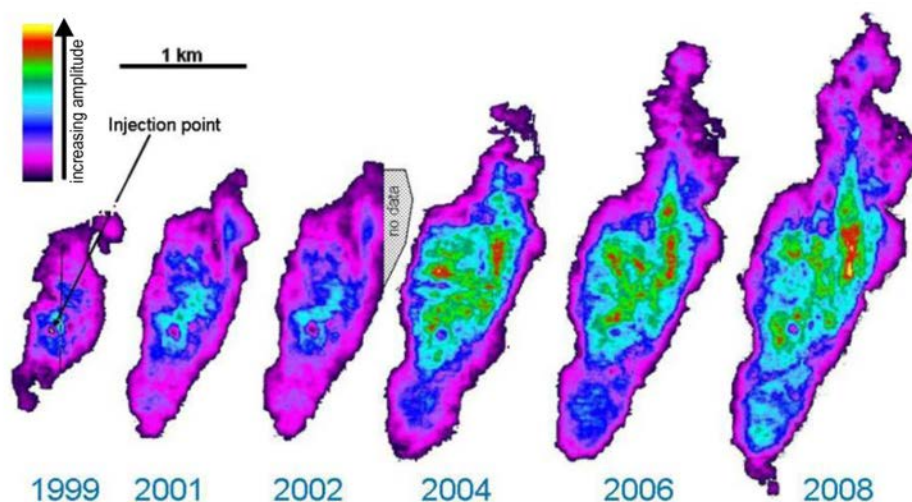 increasing amplitude
1 km
Injection point
no data
1999
2001
2002
2004
2006
2008